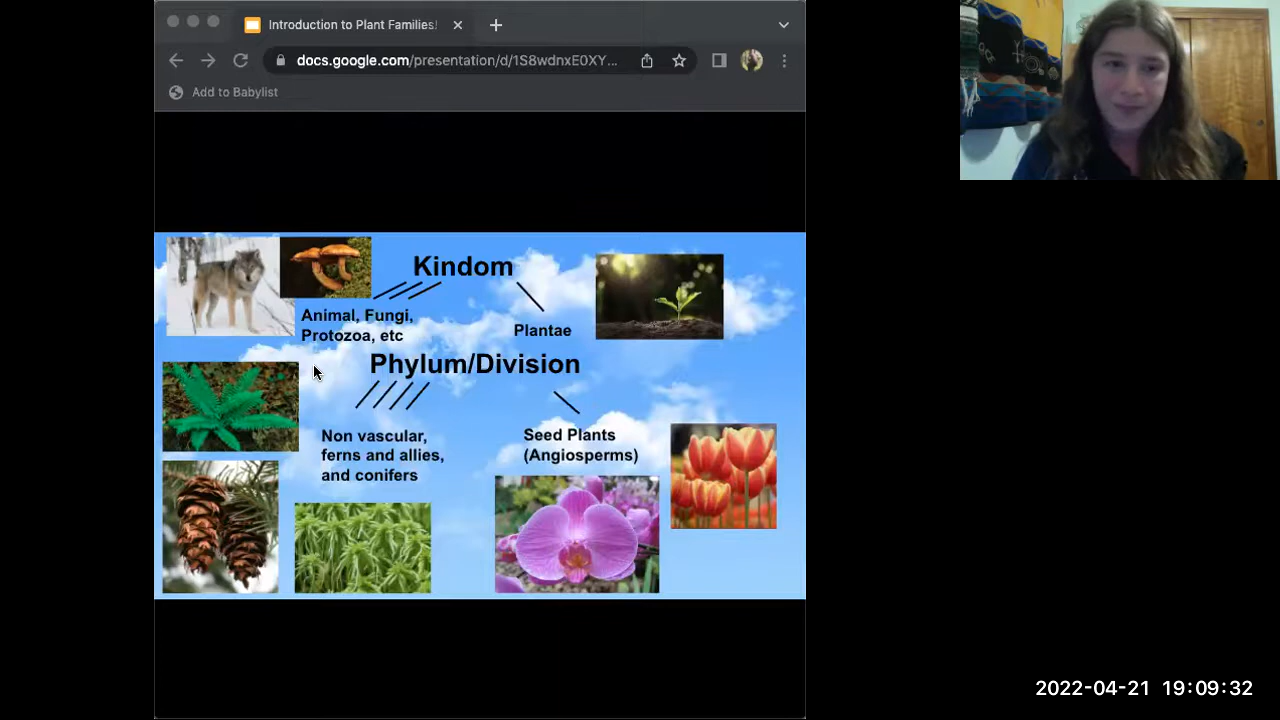 Introduction to Plant Families!
docs.google.com/presentation/d/1S8wdnxE0XY...
Add to Babylist
Kindom
Animal, Fungi,
Protozoa, etc
Plantae
Phylum/Division
Non vascular,
ferns and allies,
and conifers
Seed Plants
(Angiosperms)
2022-04-21 19:09:32